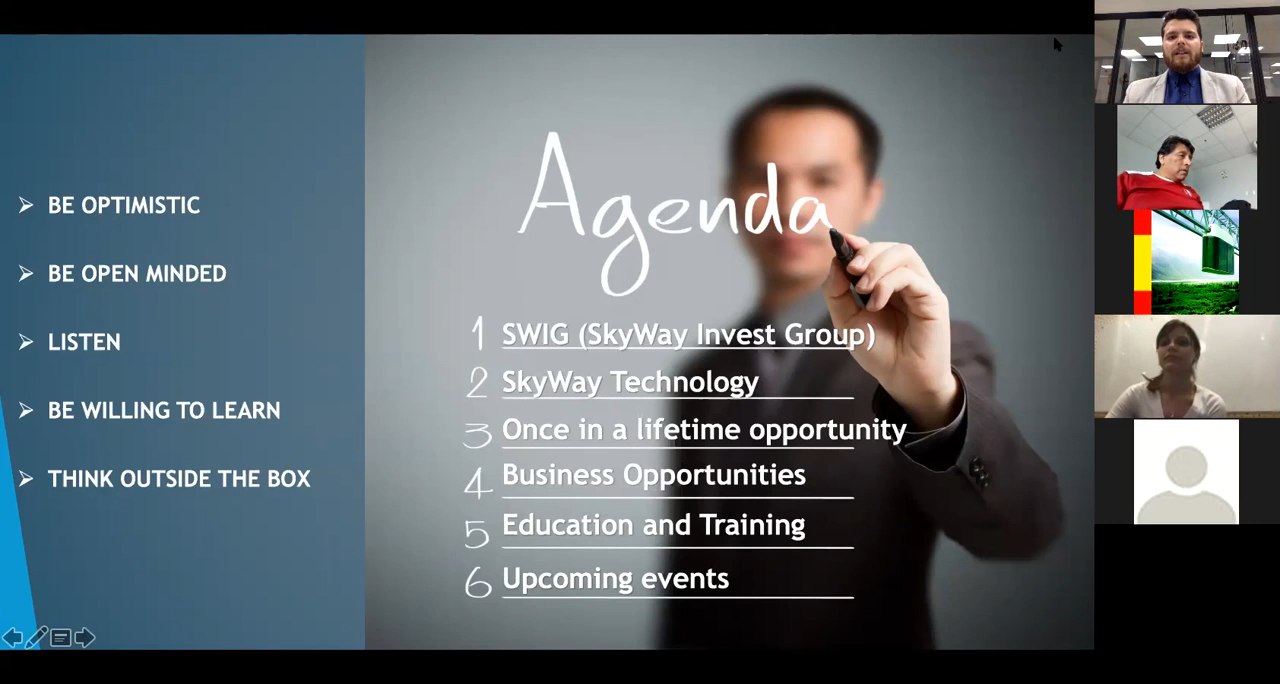 BE OPTIMISTIC
BE OPEN MINDED
LISTEN
BE WILLING TO LEARN
THINK OUTSIDE THE BOX
Agenda
1 SWIG (SkyWay Invest Group)
2 SkyWay Technology
3 Once in a lifetime opportunity
4 Business Opportunities
5 Education and Training
6 Upcoming events